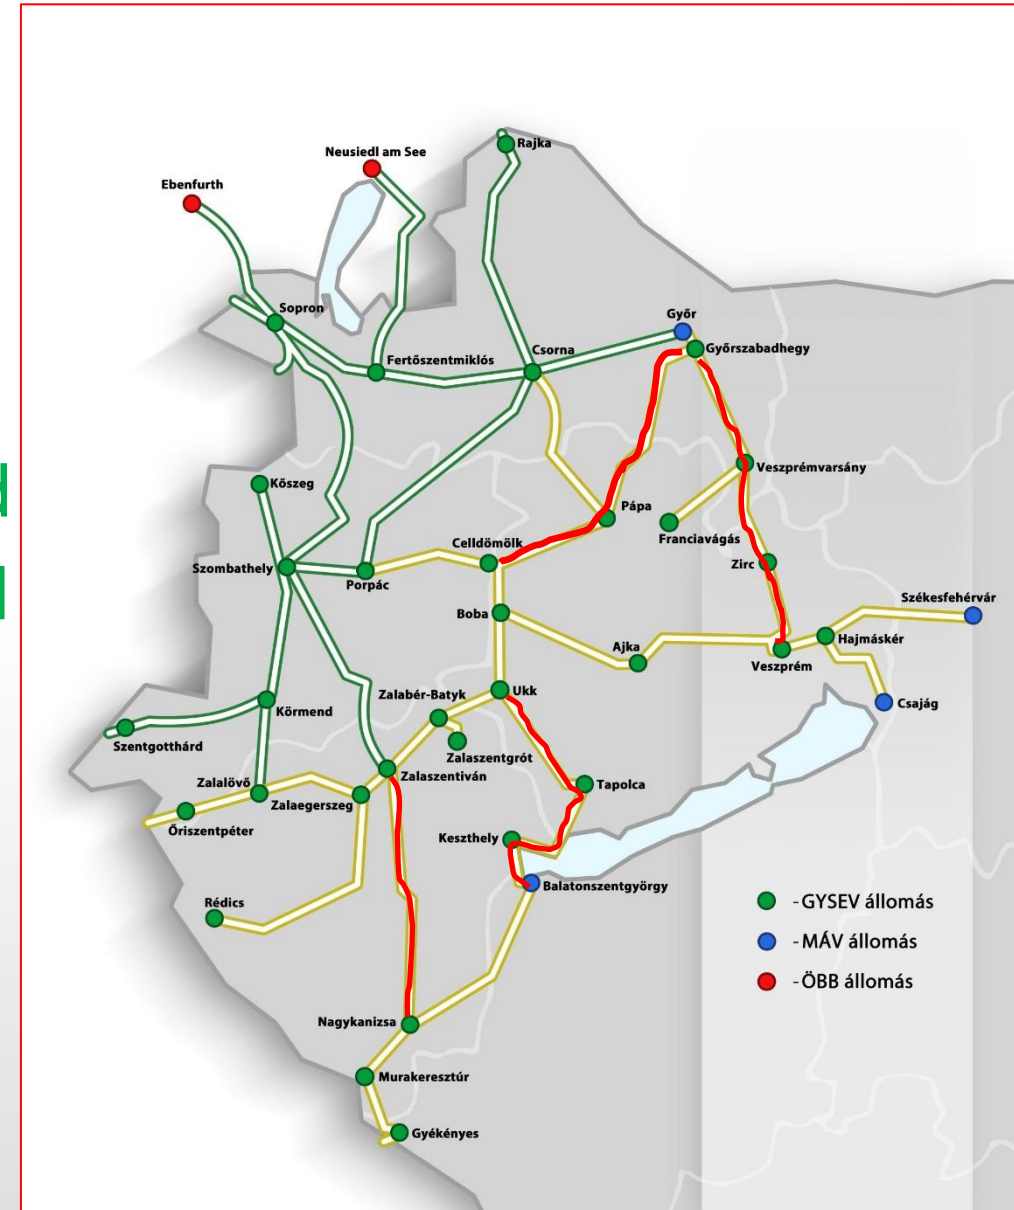 Rajka
Neusiedl am See
Ebenfurth
Sopron
Győr
Győrszabadhegy
Csorna
Fertőszentmiklós
Veszprémvarsány
Kőszeg
Pápa
Franciavágás
Celldömölk
Zirc
Szombathely
Porpác
Székesfehérvár
Boba
Hajmáskér
Ajka
Veszprém
Ukk
Zalabér-Batyk
Csajág
Körmend
Szentgotthárd
Zalaszentgrót
Zalaszentiván
Zalalövő
Tapolca
Zalaegerszeg
Őriszentpéter
Keszthely
Balatonszentgyörgy
Rédics
-GYSEV állomás
-MÁV állomás
-ÖBB állomás
Nagykanizsa
Murakeresztúr
Gyékényes